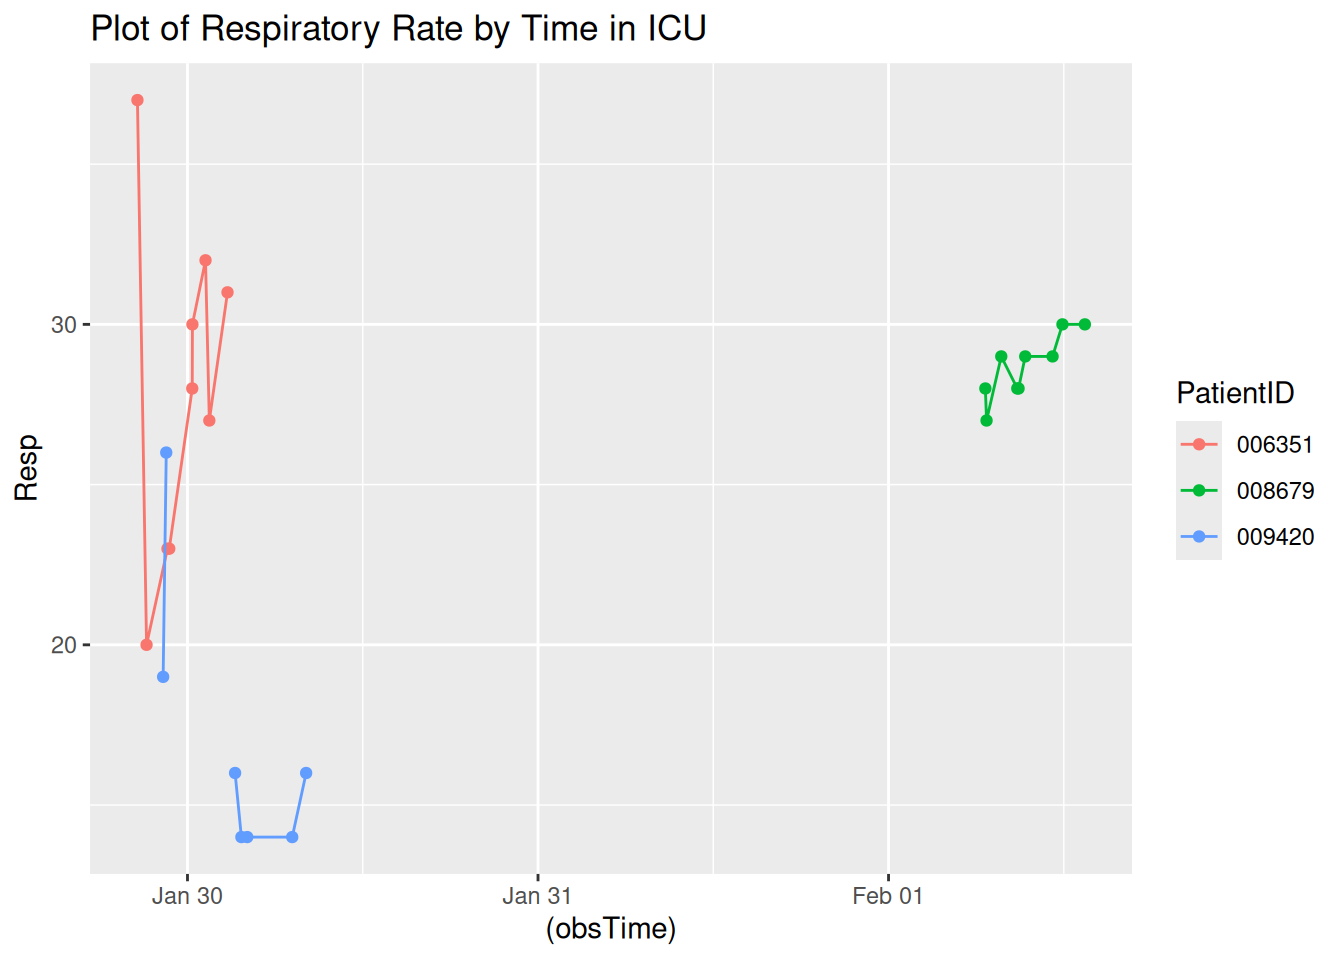 Plot of Respiratory Rate by Time in ICU
Resp
30
20
Jan 30
Jan 31
Feb 01
(obsTime)
PatientID
006351
008679
009420